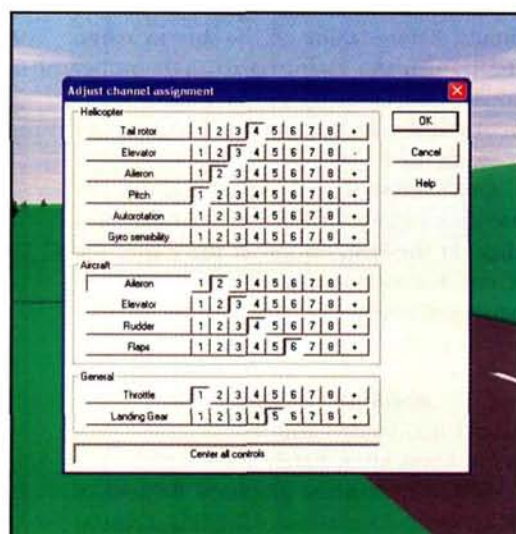 Adjust channel assignment
Helicopter
Tail rotor 1 2 3 4 5 6 7 8 +
Elevator 1 2 3 4 5 6 7 8 -
Aileron 1 2 3 4 5 6 7 8 +
Pitch 1 2 3 4 5 6 7 8 +
Autorotation 1 2 3 4 5 6 7 8 +
Gyro sensibility 1 2 3 4 5 6 7 8 +
Aircraft
Aileron 1 2 3 4 5 6 7 8 +
Elevator 1 2 3 4 5 6 7 8 +
Rudder 1 2 3 4 5 6 7 8 +
Flaps 1 2 3 4 5 6 7 8 +
General
Throttle 1 2 3 4 5 6 7 8 +
Landing Gear 1 2 3 4 5 6 7 8 +
Center all controls
OK
Cancel
Help